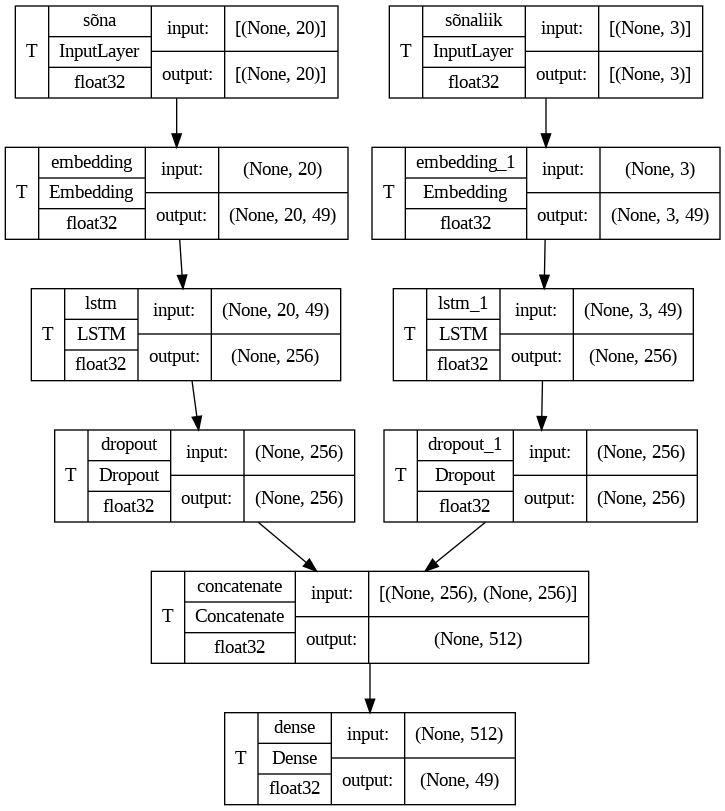 T
sõna
InputLayer
float32
input:
[(None, 20)]
output:
[(None, 20)]
T
sõnaliik
InputLayer
float32
input:
[(None, 3)]
output:
[(None, 3)]
T
embedding
Embedding
float32
input:
(None, 20)
output:
(None, 20, 49)
T
embedding_1
Embedding
float32
input:
(None, 3)
output:
(None, 3, 49)
T
lstm
LSTM
float32
input:
(None, 20, 49)
output:
(None, 256)
T
lstm_1
LSTM
float32
input:
(None, 3, 49)
output:
(None, 256)
T
dropout
Dropout
float32
input:
(None, 256)
output:
(None, 256)
T
dropout_1
Dropout
float32
input:
(None, 256)
output:
(None, 256)
T
concatenate
Concatenate
float32
input:
[(None, 256), (None, 256)]
output:
(None, 512)
T
dense
Dense
float32
input:
(None, 512)
output:
(None, 49)